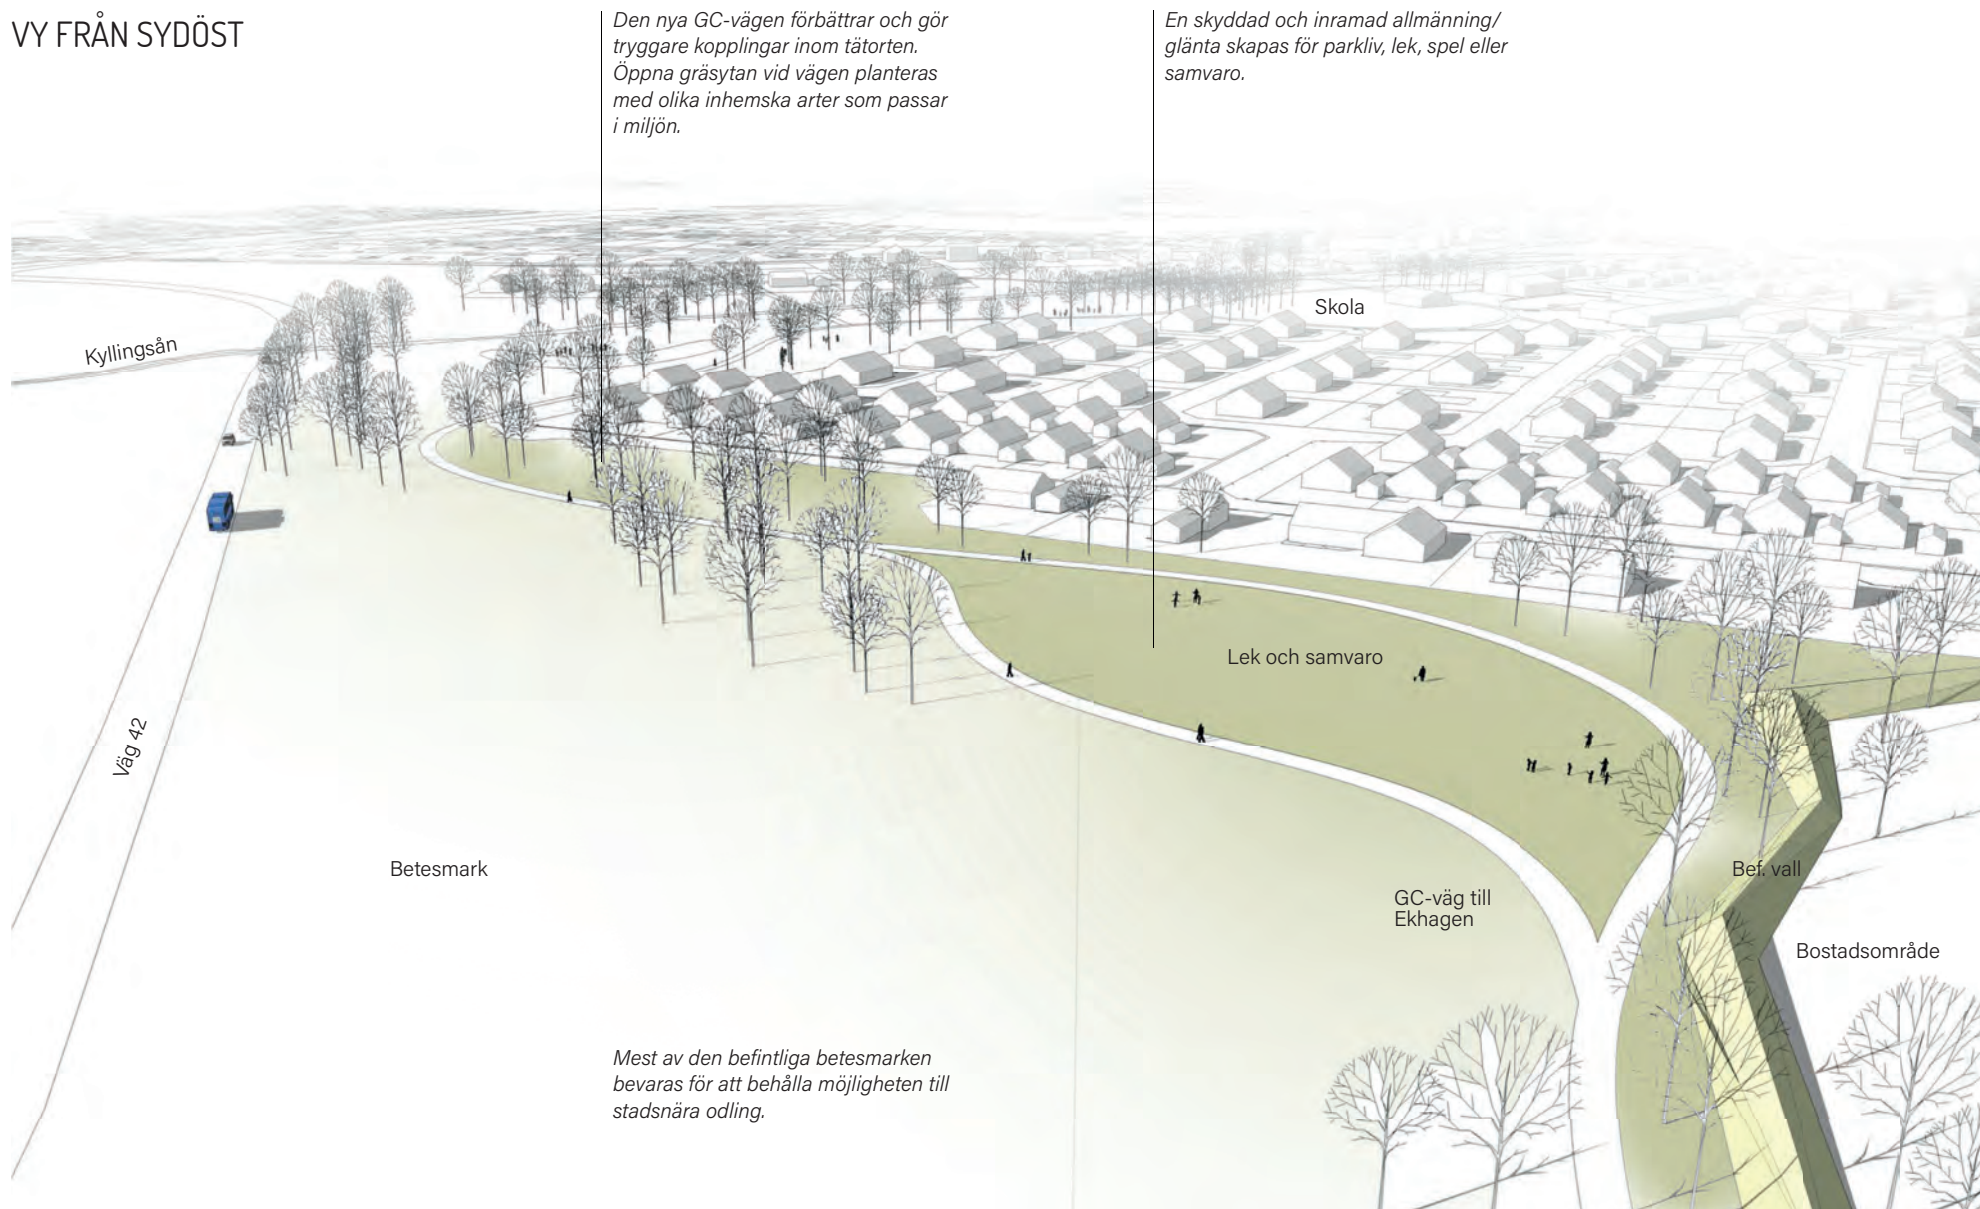 VY FRÅN SYDÖST
Den nya GC-vägen förbättrar och gör
tryggare kopplingar inom tätorten.
Öppna gräsytan vid vägen planteras
med olika inhemska arter som passar
i miljön.
En skyddad och inramad allmänning/
glänta skapas för parkliv, lek, spel eller
samvaro.
Skola
Kyllingsån
Lek och samvaro
Väg 42
Betesmark
Bef. vall
GC-väg till
Ekhagen
Bostadsområde
Mest av den befintliga betesmarken
bevaras för att behålla möjligheten till
stadsnära odling.